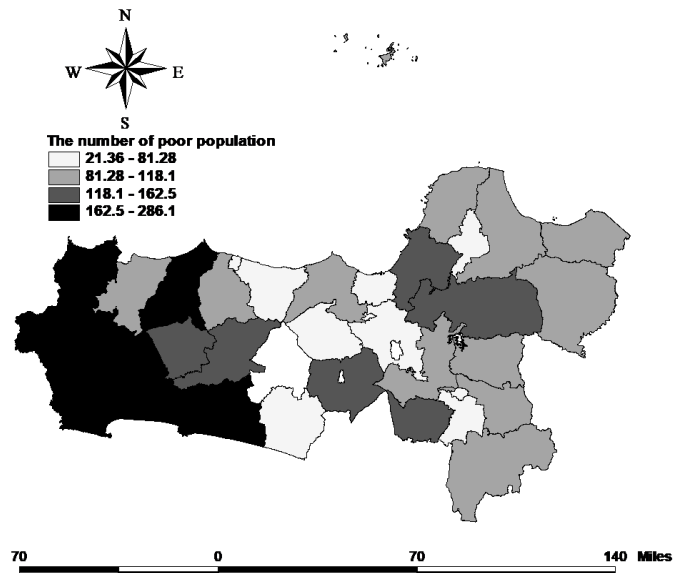 N
W E
S
The number of poor population
21.36 - 81.28
81.28 - 118.1
118.1 - 162.5
162.5 - 286.1
70 0 70 140 Miles